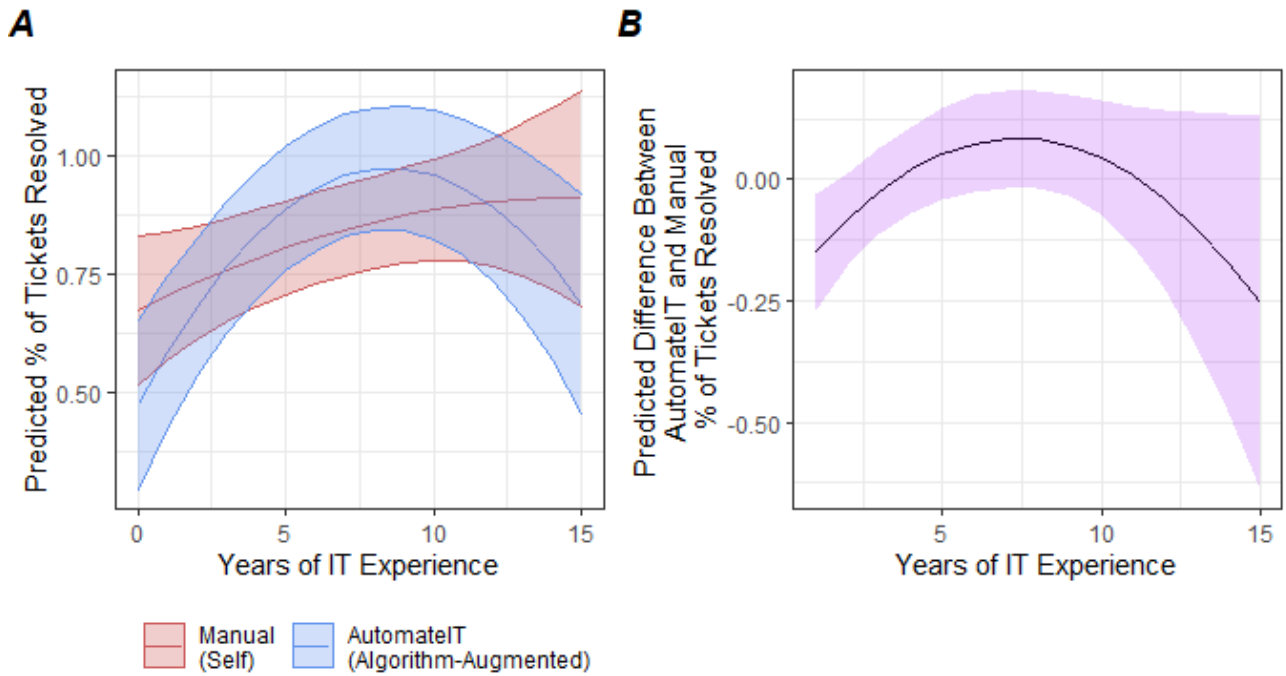 A
Predicted % of Tickets Resolved
1.00
0.75
0.50
0
5
10
15
Years of IT Experience
B
Predicted Difference Between
AutomateIT and Manual
% of Tickets Resolved
0.00
-0.25
-0.50
5
10
15
Years of IT Experience
Manual
(Self)
AutomateIT
(Algorithm-Augmented)